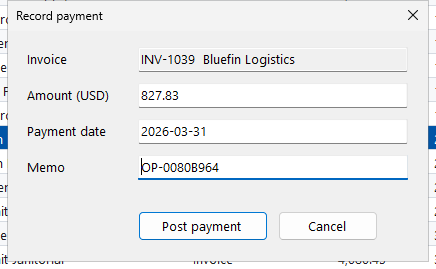 Record payment
Invoice INV-1039 Bluefin Logistics
Amount (USD) 827.83
Payment date 2026-03-31
Memo OP-0080B964
Post payment Cancel